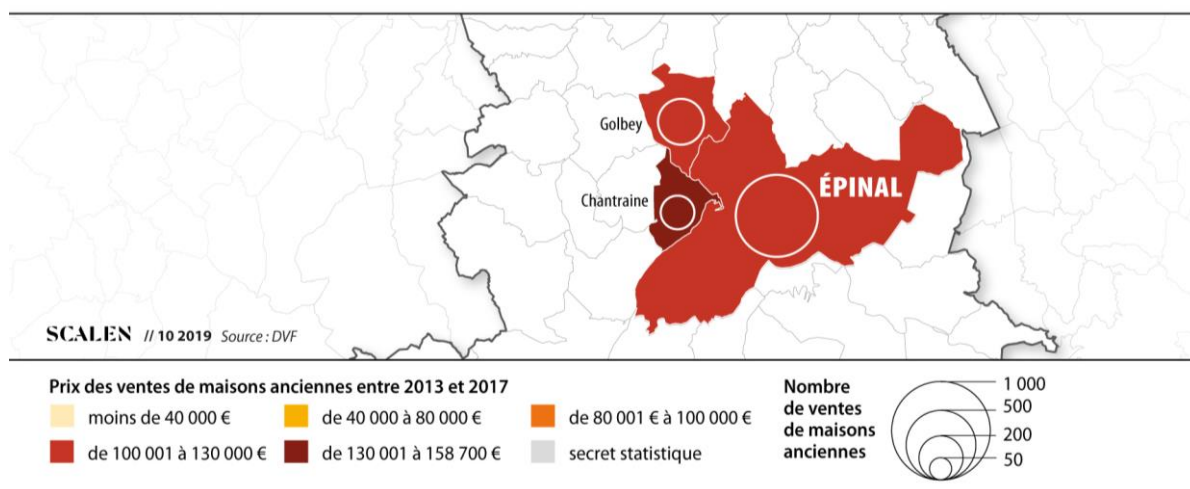 Golbey
ÉPINAL
Chantraine
SCALEN // 10 2019 Source : DVF
Prix des ventes de maisons anciennes entre 2013 et 2017
moins de 40 000 €
de 40 000 à 80 000 €
de 80 001 € à 100 000 €
de 100 001 à 130 000 €
de 130 001 à 158 700 €
secret statistique
Nombre
de ventes
de maisons
anciennes
1 000
500
200
50